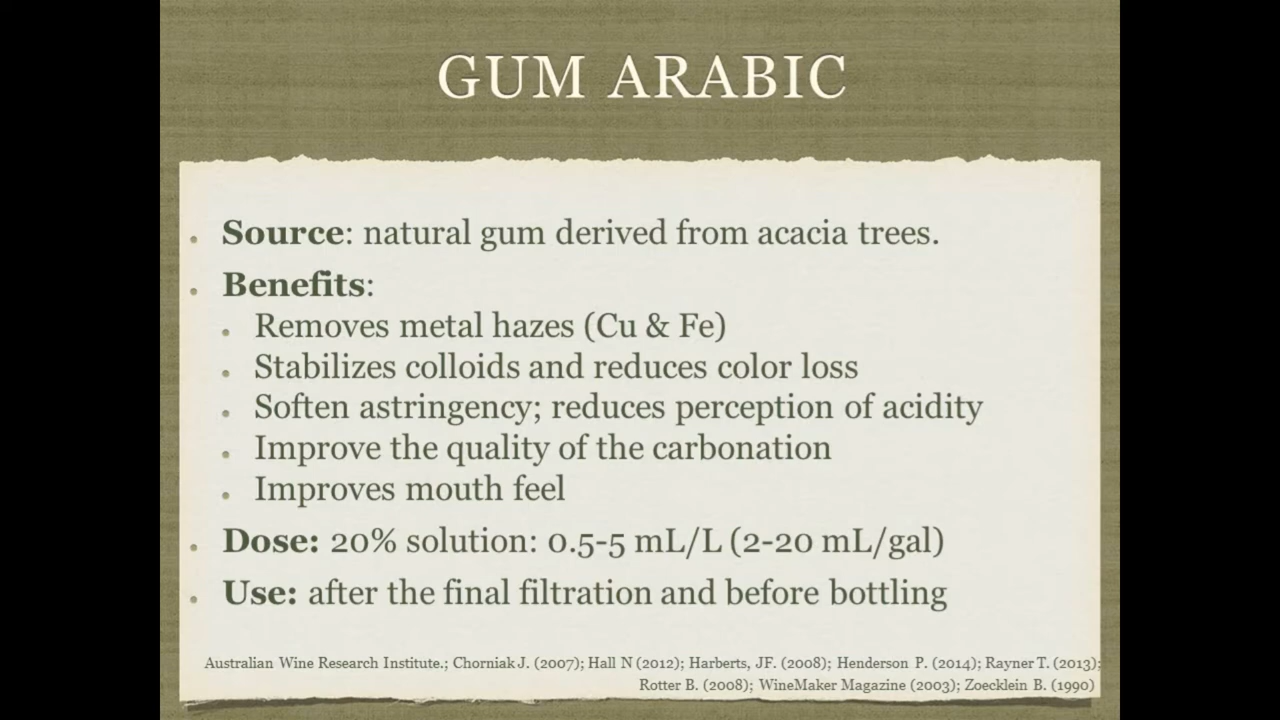 GUM ARABIC
Source: natural gum derived from acacia trees.
Benefits:
Removes metal hazes (Cu & Fe)
Stabilizes colloids and reduces color loss
Soften astringency; reduces perception of acidity
Improve the quality of the carbonation
Improves mouth feel
Dose: 20% solution: 0.5-5 mL/L (2-20 mL/gal)
Use: after the final filtration and before bottling
Australian Wine Research Institute.; Chorniak J. (2007); Hall N (2012); Harberts, JF. (2008); Henderson P. (2014); Rayner T. (2013);
Rotter B. (2008); WineMaker Magazine (2003); Zoecklein B. (1990)